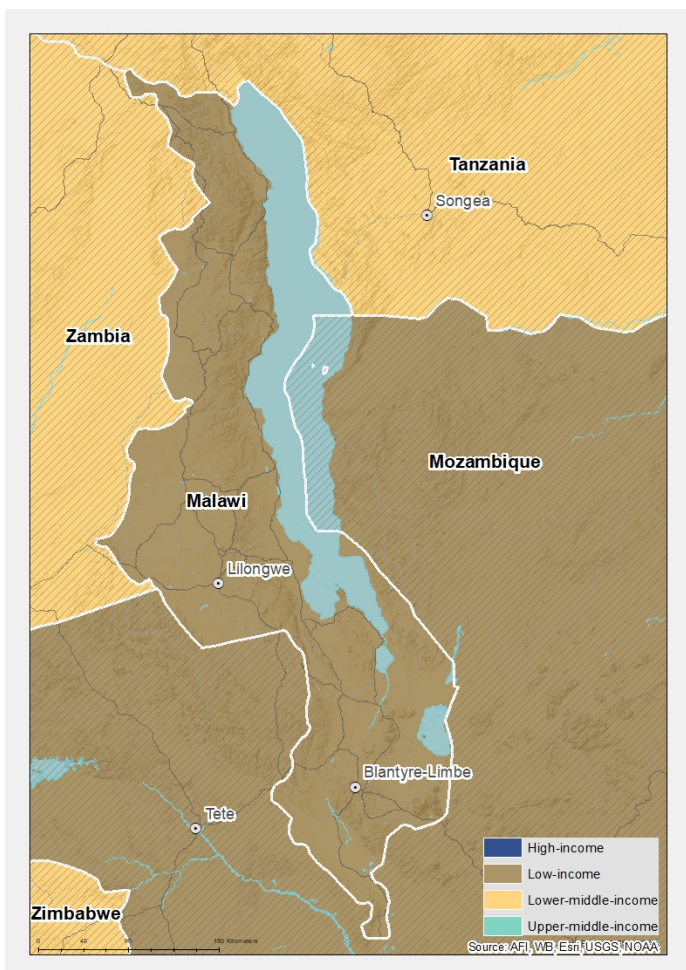 Tanzania
Songea
Zambia
Mozambique
Malawi
Lilongwe
Blantyre-Limbe
Tete
High-income
Low-income
Lower-middle-income
Upper-middle-income
Zimbabwe
0 45 90 180 Kilometers
Source: AFI, WB, Esri, USGS, NOAA